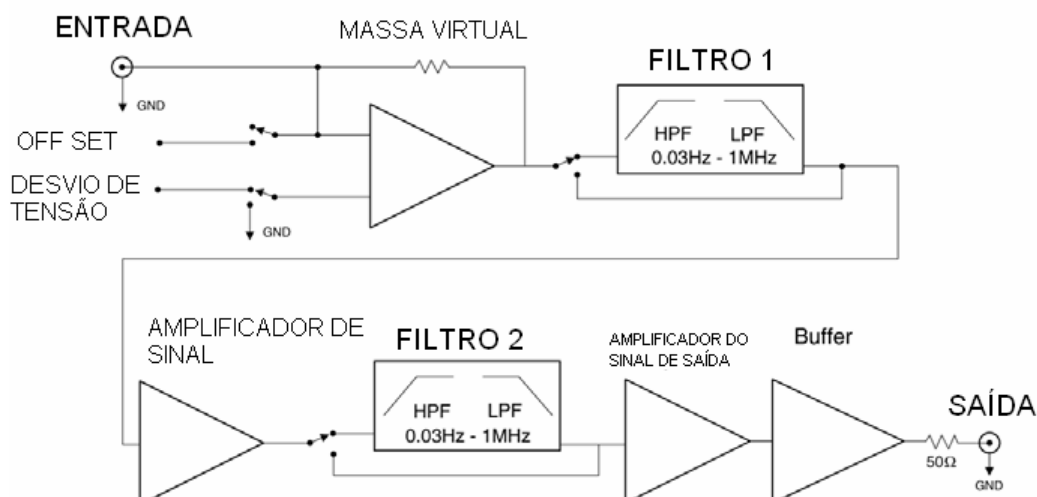 ENTRADA
MASSA VIRTUAL
FILTRO 1
GND
HPF LPF
0.03Hz - 1MHz
OFF SET
DESVIO DE
TENSÃO
GND
AMPLIFICADOR DE
SINAL
FILTRO 2
HPF LPF
0.03Hz - 1MHz
AMPLIFICADOR DO
SINAL DE SAÍDA
Buffer
SAÍDA
50Ω
GND